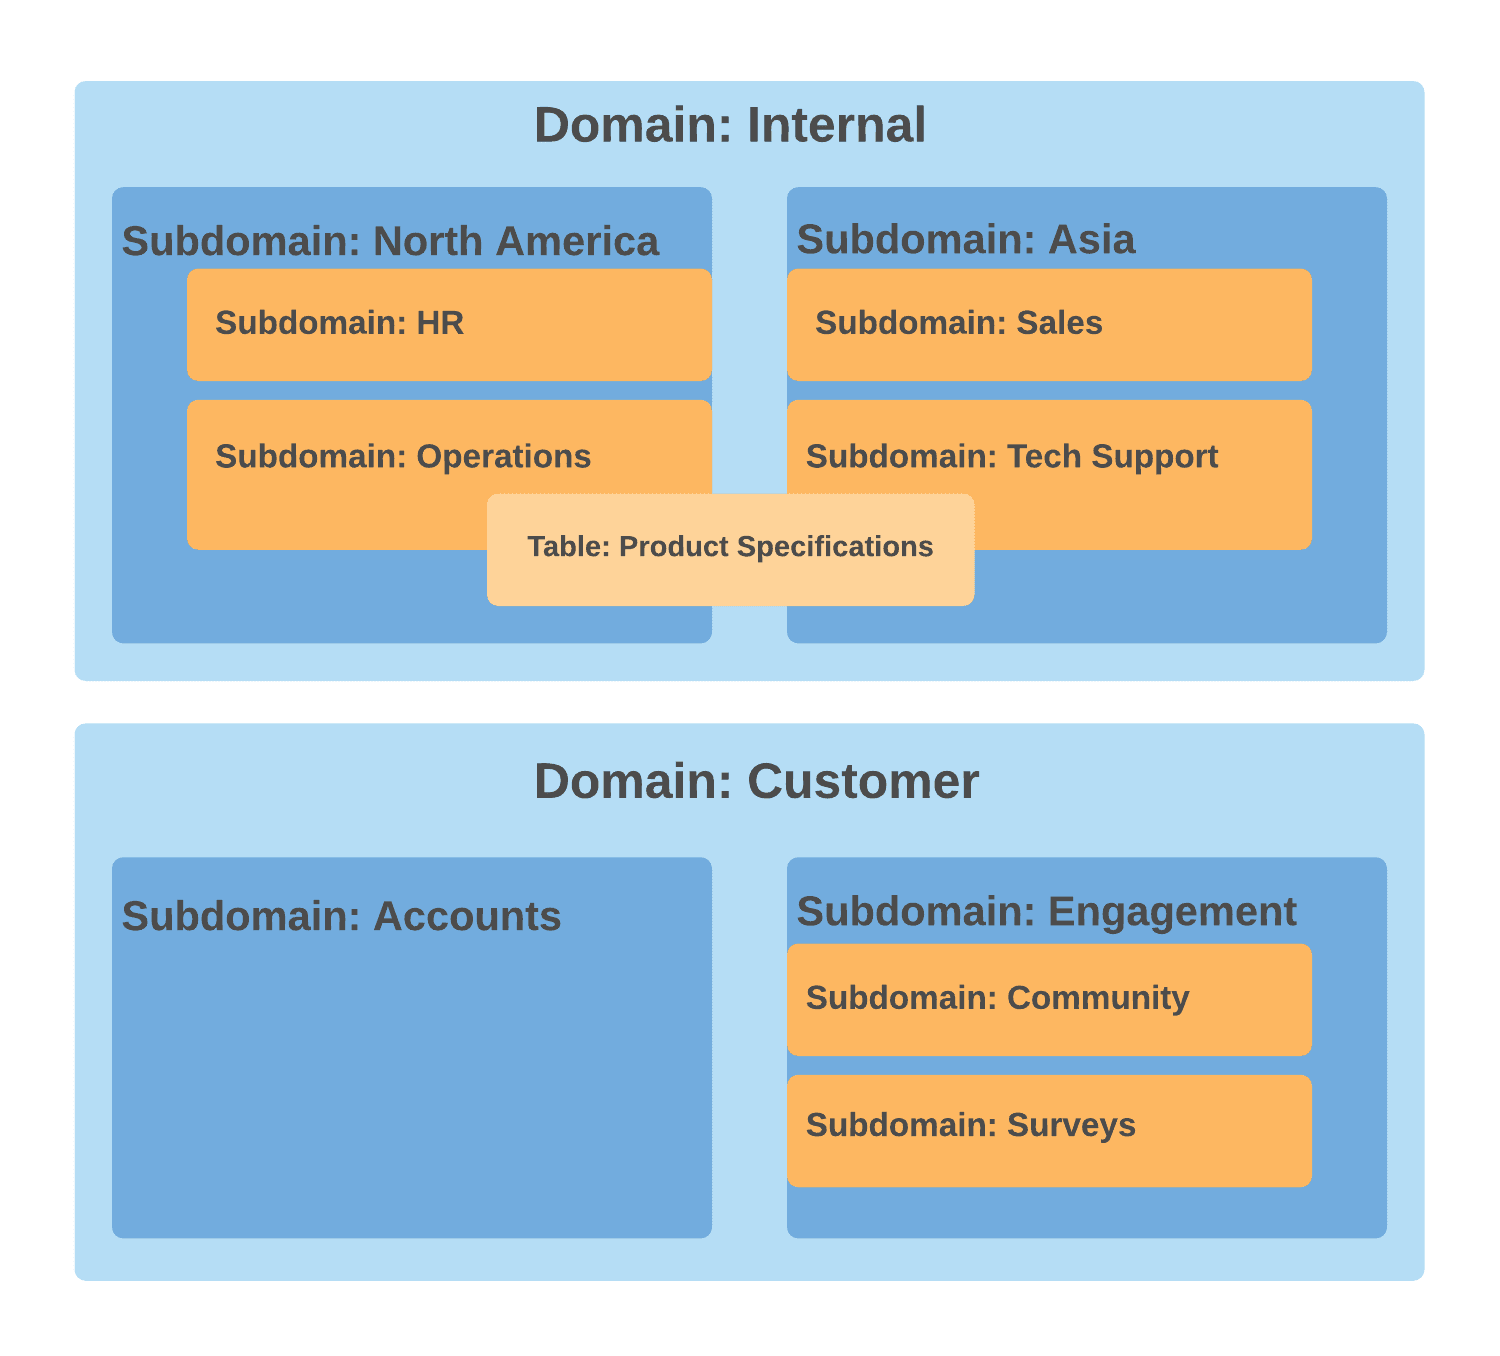 Domain: Internal
Subdomain: North America
Subdomain: HR
Subdomain: Operations
Subdomain: Asia
Subdomain: Sales
Subdomain: Tech Support
Table: Product Specifications
Domain: Customer
Subdomain: Accounts
Subdomain: Engagement
Subdomain: Community
Subdomain: Surveys